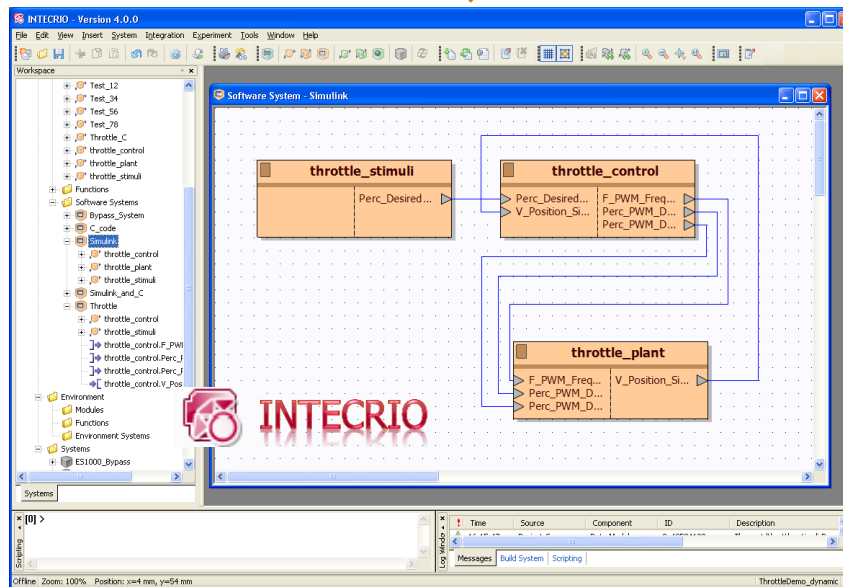 INTECRIO - Version 4.0.0
File Edit View Insert System Integration Experiment Tools Window Help
Workspace
Test_12
Test_34
Test_56
Test_78
Throttle_C
throttle_control
throttle_plant
throttle_stimuli
Functions
Software Systems
Bypass_System
C_code
Simulink
throttle_control
throttle_plant
throttle_stimuli
Simulink_and_C
Throttle
throttle_control
throttle_stimuli
throttle_control.F_PWI
throttle_control.Perc_F
throttle_control.Perc_F
throttle_control.V_Pos
Environment
Modules
Functions
Environment Systems
Systems
ES1000_Bypass
Systems
Software System - Simulink
throttle_stimuli
Perc_Desired...
throttle_control
Perc_Desired... F_PWM_Freq...
V_Position_Si... Perc_PWM_D...
Perc_PWM_D...
throttle_plant
F_PWM_Freq... V_Position_Si...
Perc_PWM_D...
Perc_PWM_D...
INTECRIO
[0] >
Scripting
Log Windo
! Time Source Component ID Description
Messages Build System Scripting
Offline Zoom: 100% Position: x=4 mm, y=54 mm
ThrottleDemo_dynamic